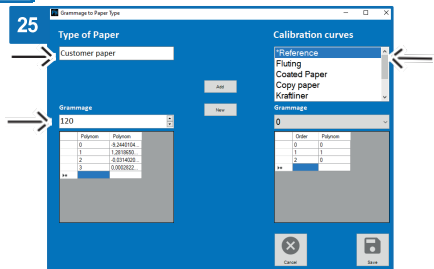 25
Grammage to Paper Type
Type of Paper
Customer paper
Add
New
Grammage
120
Polynom Polynom
0 -9,2440104...
1 1,2818650...
2 -0,0314020...
3 0,0002822...
Calibration curves
*Reference
Fluting
Coated Paper
Copy paper
Kraftliner
Grammage
0
Order Polynom
0 0
1 1
2 0
Cancel
Save